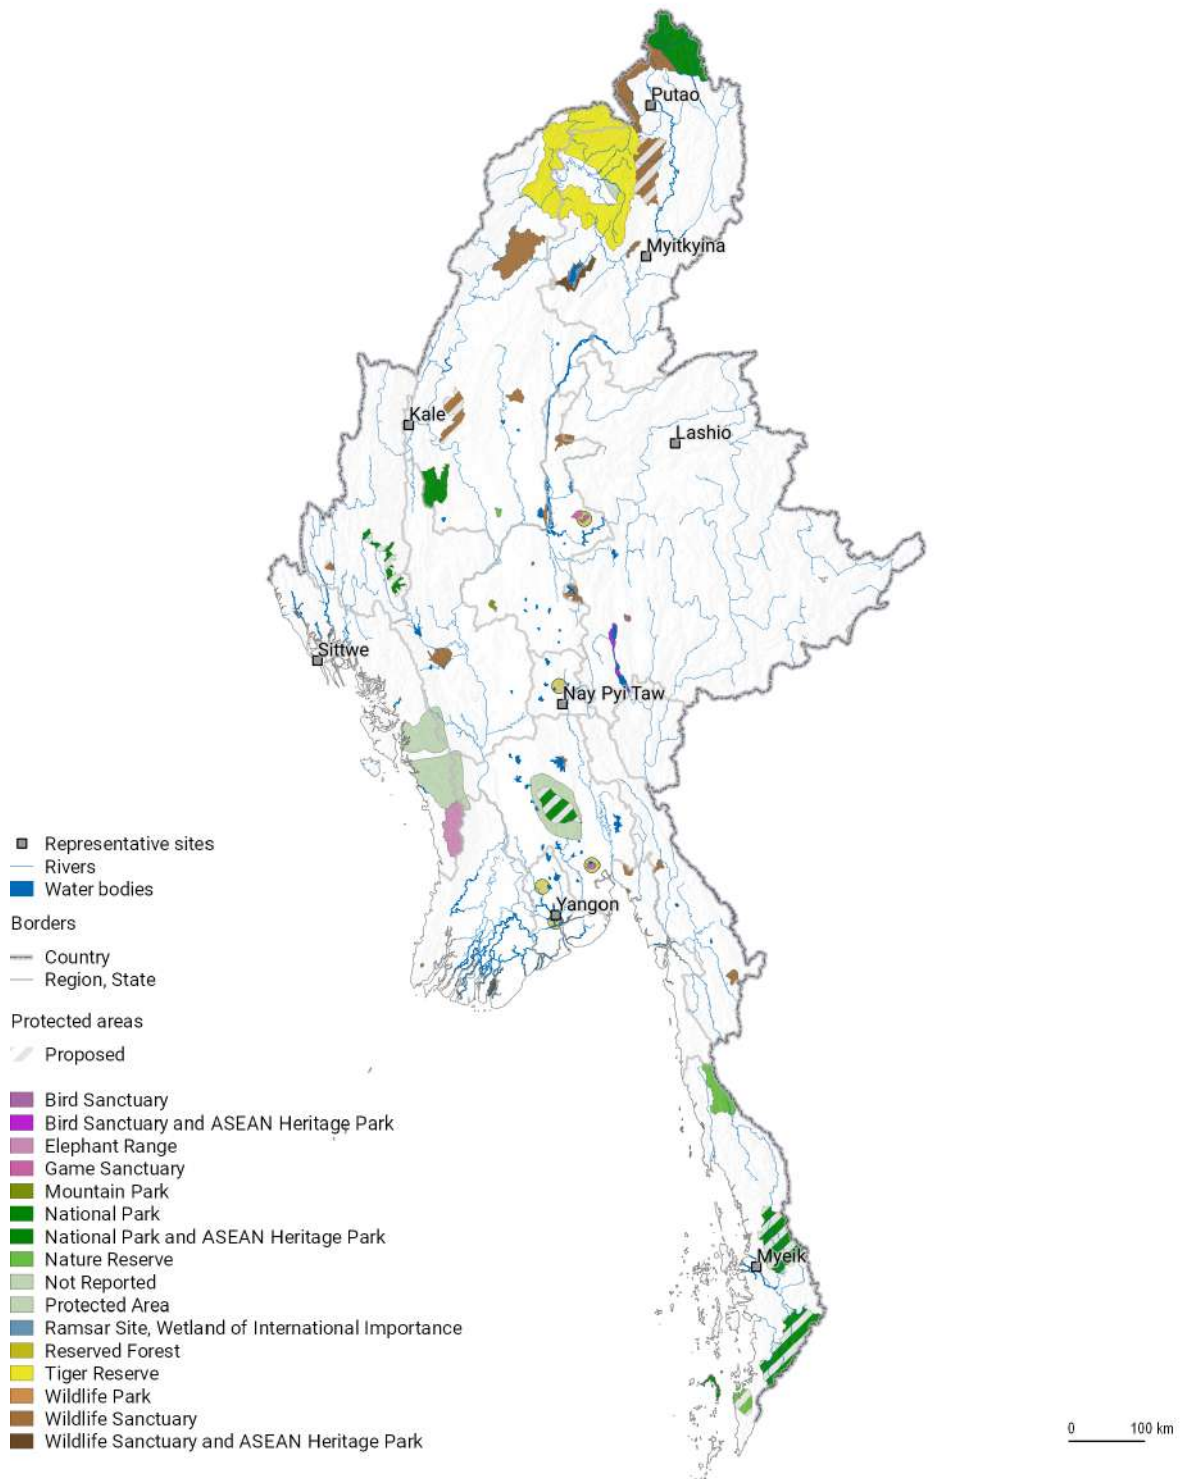 Putao
Myitkyina
Kale
Lashio
Sittwe
Nay Pyi Taw
Yangon
Myeik
Representative sites
Rivers
Water bodies
Borders
Country
Region, State
Protected areas
Proposed
Bird Sanctuary
Bird Sanctuary and ASEAN Heritage Park
Elephant Range
Game Sanctuary
Mountain Park
National Park
National Park and ASEAN Heritage Park
Nature Reserve
Not Reported
Protected Area
Ramsar Site, Wetland of International Importance
Reserved Forest
Tiger Reserve
Wildlife Park
Wildlife Sanctuary
Wildlife Sanctuary and ASEAN Heritage Park
0 100 km